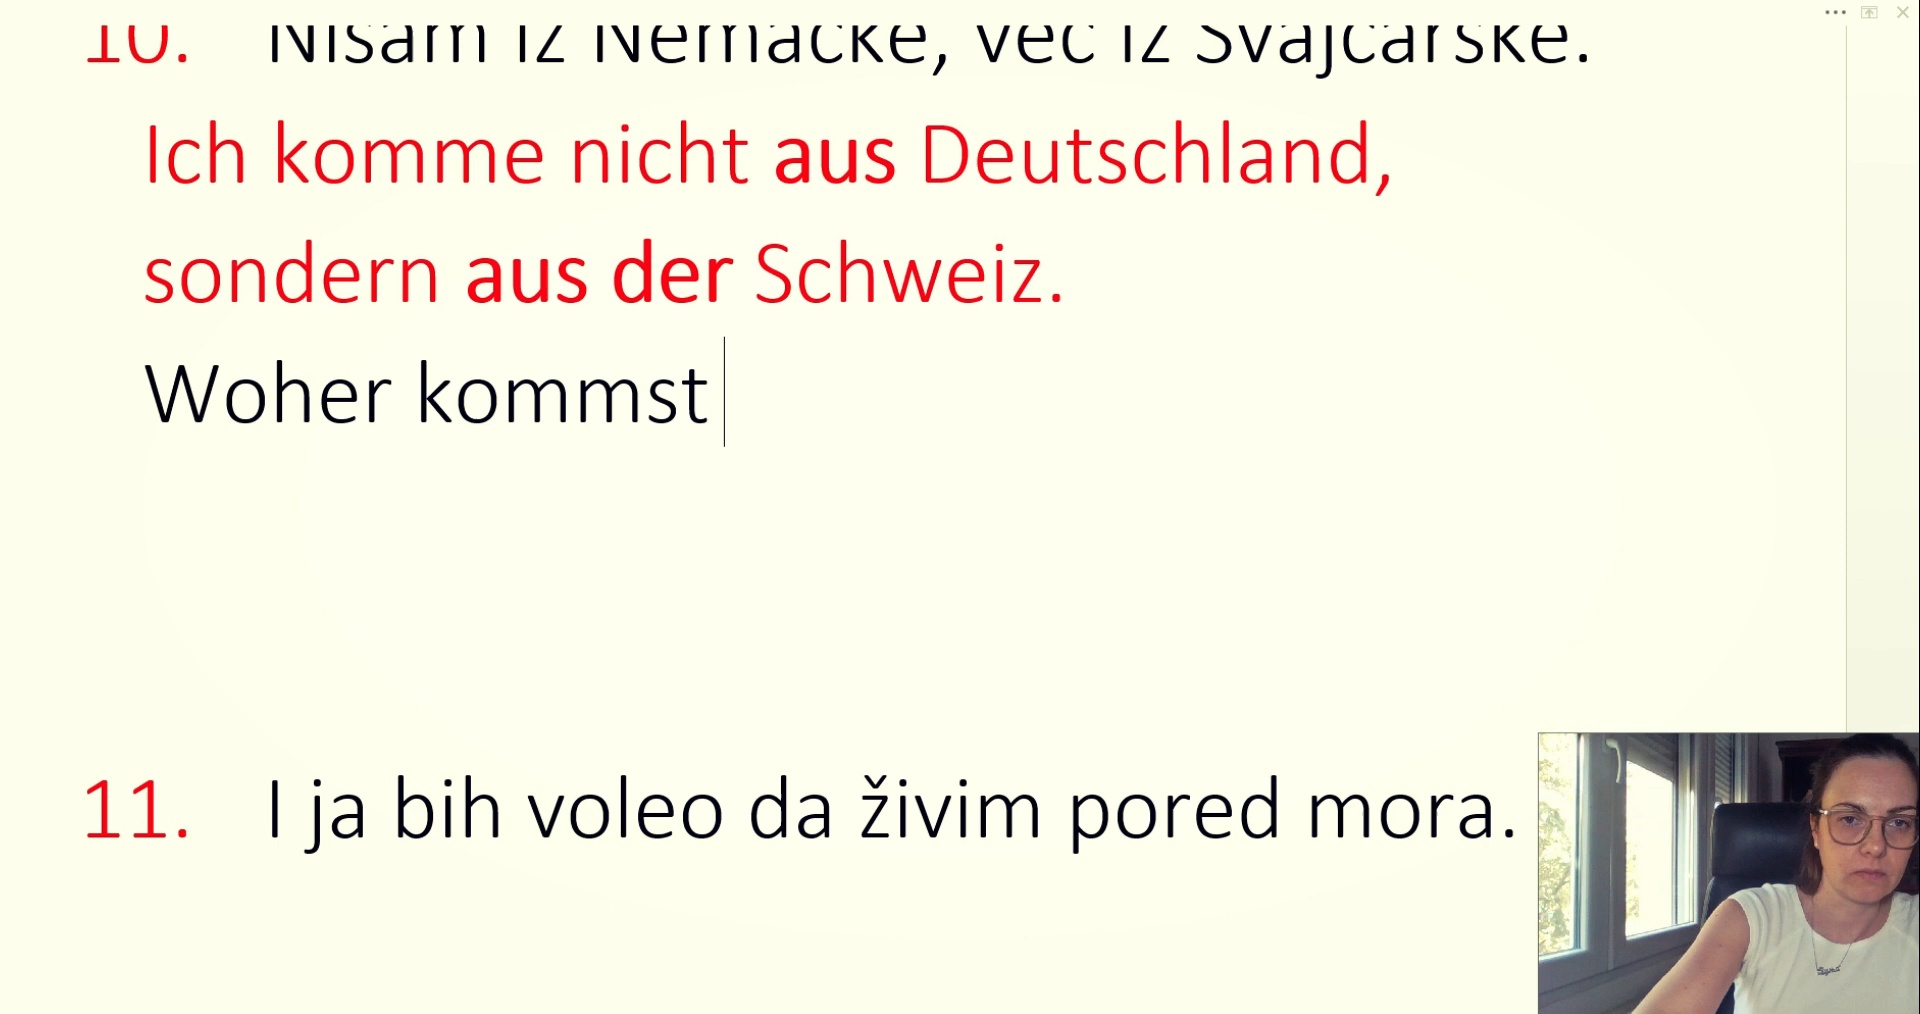 10. Nisam iz Nemačke, već iz Švajcarske.
Ich komme nicht aus Deutschland,
sondern aus der Schweiz.
Woher kommst
11. I ja bih voleo da živim pored mora.